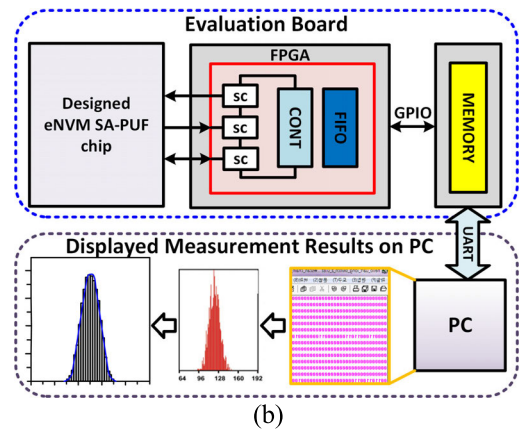 Evaluation Board
FPGA
Designed
eNVM SA-PUF
chip
SC
SC
SC
CONT
FIFO
GPIO
MEMORY
UART
Displayed Measurement Results on PC
64 96 128 160 192
PC
(b)